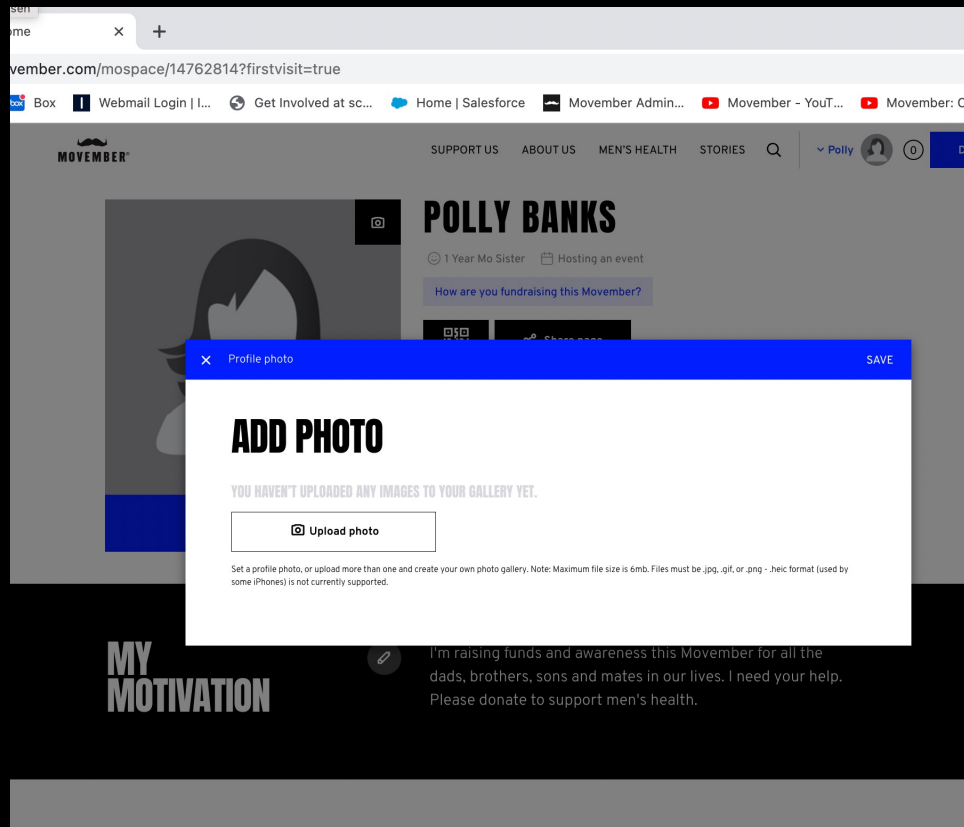 ome × +
vember.com/mospace/14762814?firstvisit=true
box Box Webmail Login | I... Get Involved at sc... Home | Salesforce Movember Admin... Movember - YouT... Movember: C
MOVEMBER® SUPPORT US ABOUT US MEN'S HEALTH STORIES Polly 0 D
POLLY BANKS
1 Year Mo Sister Hosting an event
How are you fundraising this Movember?
Share page
× Profile photo SAVE
ADD PHOTO
YOU HAVEN'T UPLOADED ANY IMAGES TO YOUR GALLERY YET.
Upload photo
Set a profile photo, or upload more than one and create your own photo gallery. Note: Maximum file size is 6mb. Files must be .jpg, .gif, or .png - .heic format (used by
some iPhones) is not currently supported.
MY
MOTIVATION
I'm raising funds and awareness this Movember for all the
dads, brothers, sons and mates in our lives. I need your help.
Please donate to support men's health.